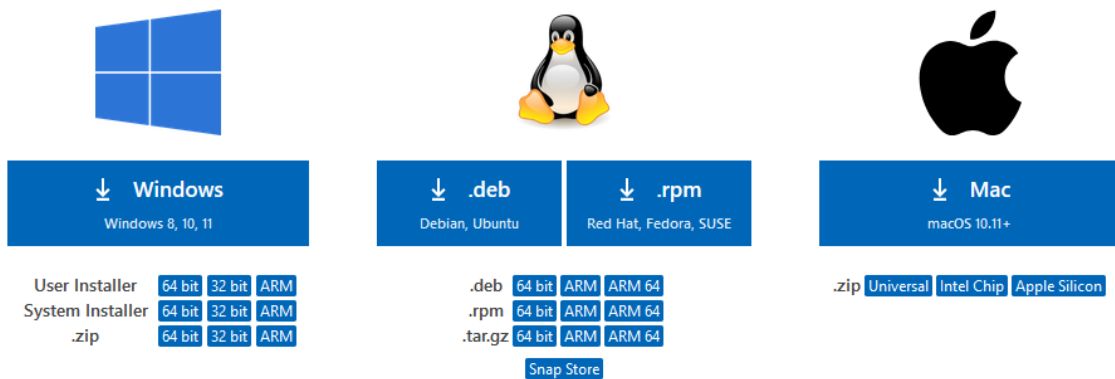 Windows
Windows 8, 10, 11
User Installer 64 bit 32 bit ARM
System Installer 64 bit 32 bit ARM
.zip 64 bit 32 bit ARM
.deb
Debian, Ubuntu
.rpm
Red Hat, Fedora, SUSE
.deb 64 bit ARM ARM 64
.rpm 64 bit ARM ARM 64
.tar.gz 64 bit ARM ARM 64
Snap Store
Mac
macOS 10.11+
.zip Universal Intel Chip Apple Silicon